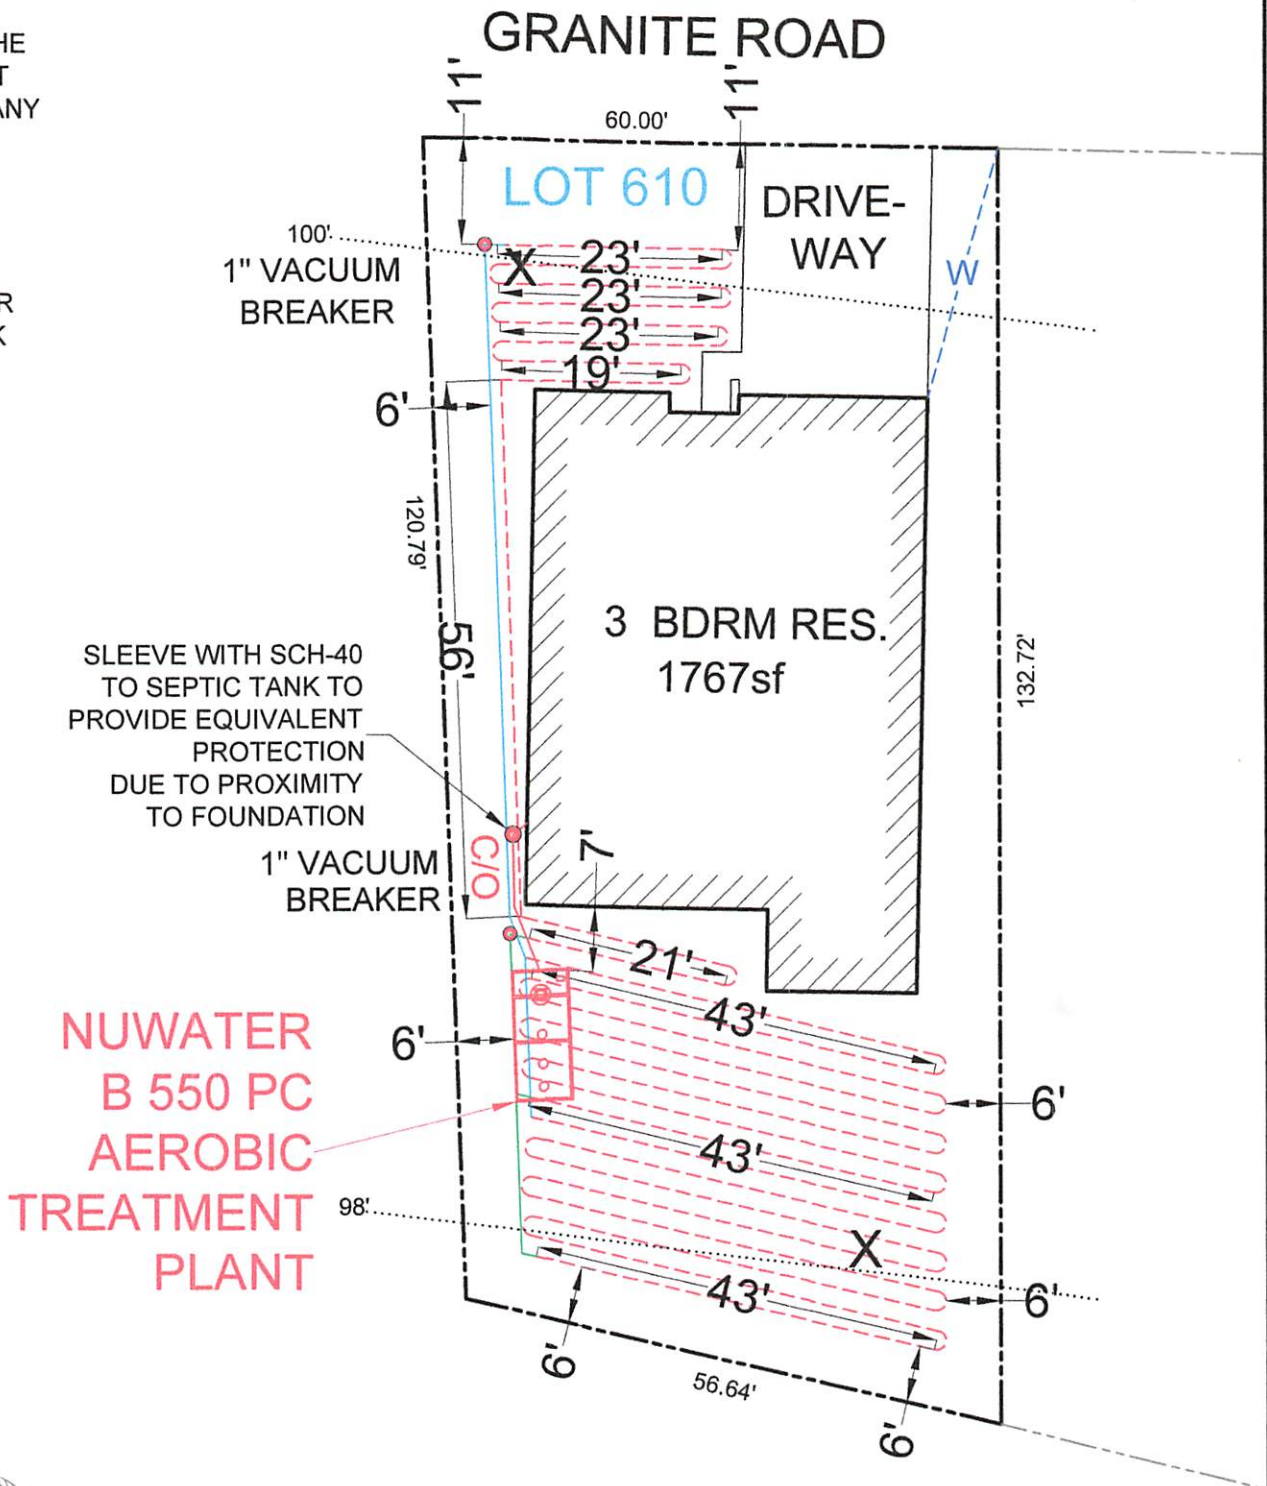 GRANITE ROAD
HE
T
ANY
11'
11'
60.00'
LOT 610
DRIVE-
WAY
100'
1" VACUUM
BREAKER
X
23'
23'
23'
19'
W
R
K
6'
120.79'
56'
3 BDRM RES.
1767sf
132.72'
SLEEVE WITH SCH-40
TO SEPTIC TANK TO
PROVIDE EQUIVALENT
PROTECTION
DUE TO PROXIMITY
TO FOUNDATION
C/O
7'
1" VACUUM
BREAKER
21'
43'
NUWATER
B 550 PC
AEROBIC
TREATMENT
PLANT
6'
6'
43'
98'
X
43'
6'
6'
56.64'
6'